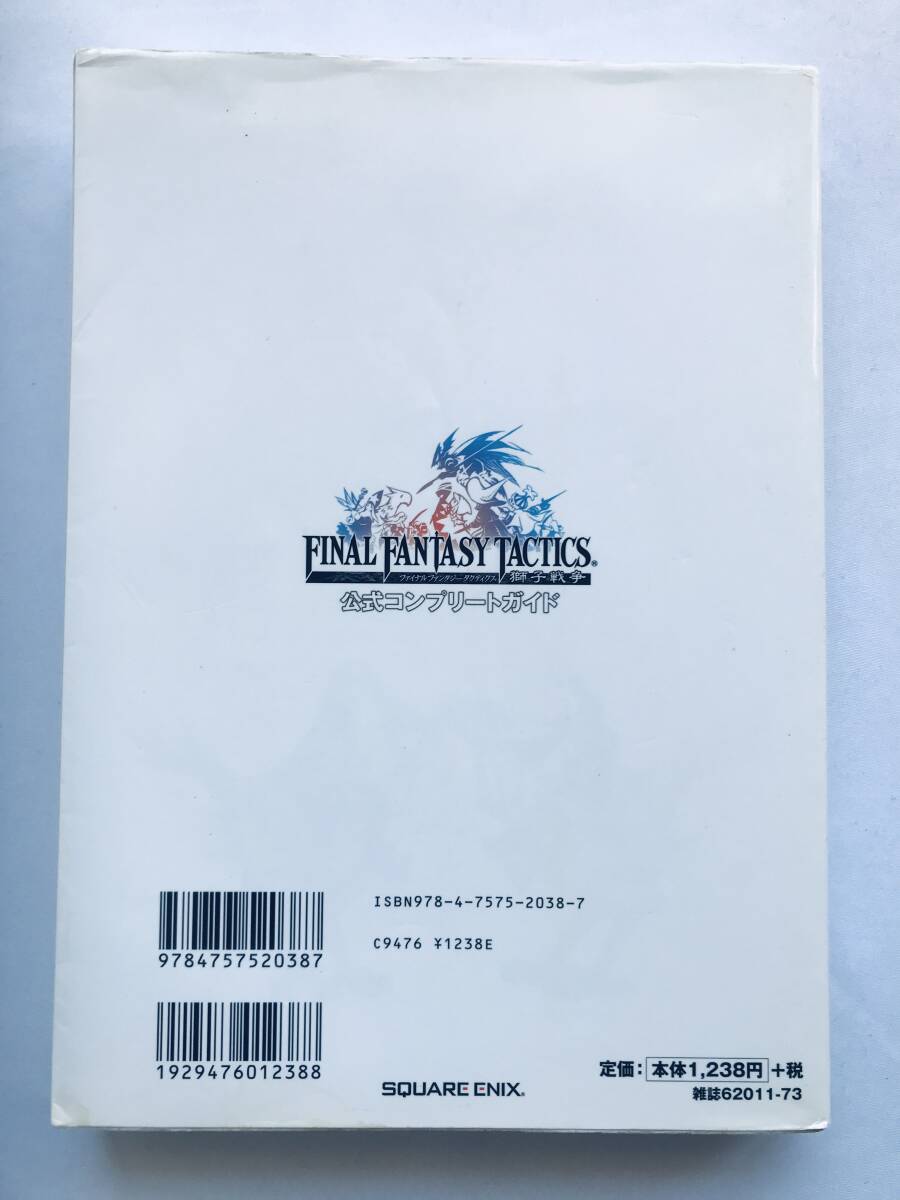 FINAL FANTASY TACTICS®
ファイナルファンタジータクティクス 獅子戦争
公式コンプリートガイド
ISBN978-4-7575-2038-7
C9476 ¥1238E
9784757520387
1929476012388
SQUARE ENIX®
定価：本体1,238円+税
雑誌62011-73